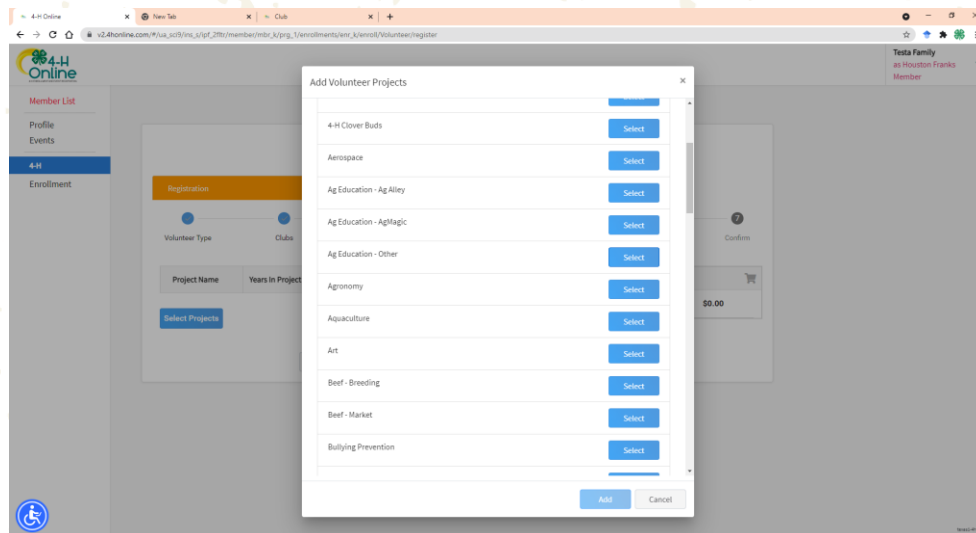 4-H Online
New Tab
Club
v2.4honline.com/#/ua_sci9/ins_s/ipf_2fltr/member/mbr_k/prg_1/enrollments/enr_k/enroll/Volunteer/register
4-H
Online
Testa Family
as Houston Franks
Member
Member List
Profile
Events
4-H
Enrollment
Registration
Volunteer Type
Clubs
7
Confirm
Project Name
Years In Project
$0.00
Select Projects
Add Volunteer Projects
×
4-H Clover Buds
Select
Aerospace
Select
Ag Education - Ag Alley
Select
Ag Education - AgMagic
Select
Ag Education - Other
Select
Agronomy
Select
Aquaculture
Select
Art
Select
Beef - Breeding
Select
Beef - Market
Select
Bullying Prevention
Select
Add
Cancel